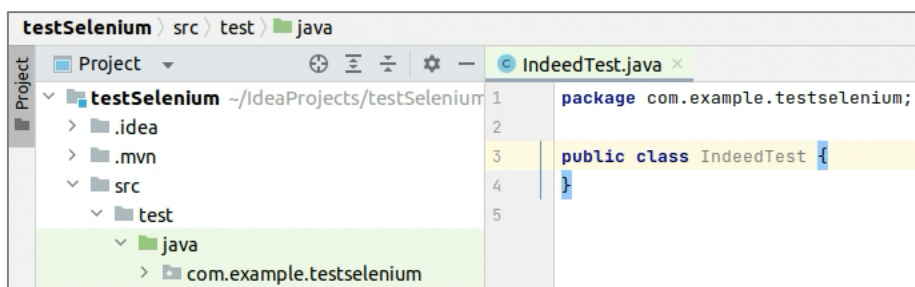 testSelenium > src > test > java
Project
Project
testSelenium ~/IdeaProjects/testSelenium
.idea
.mvn
src
test
java
com.example.testselenium
C IndeedTest.java ×
1 package com.example.testselenium;
2
3 public class IndeedTest {
4 }
5